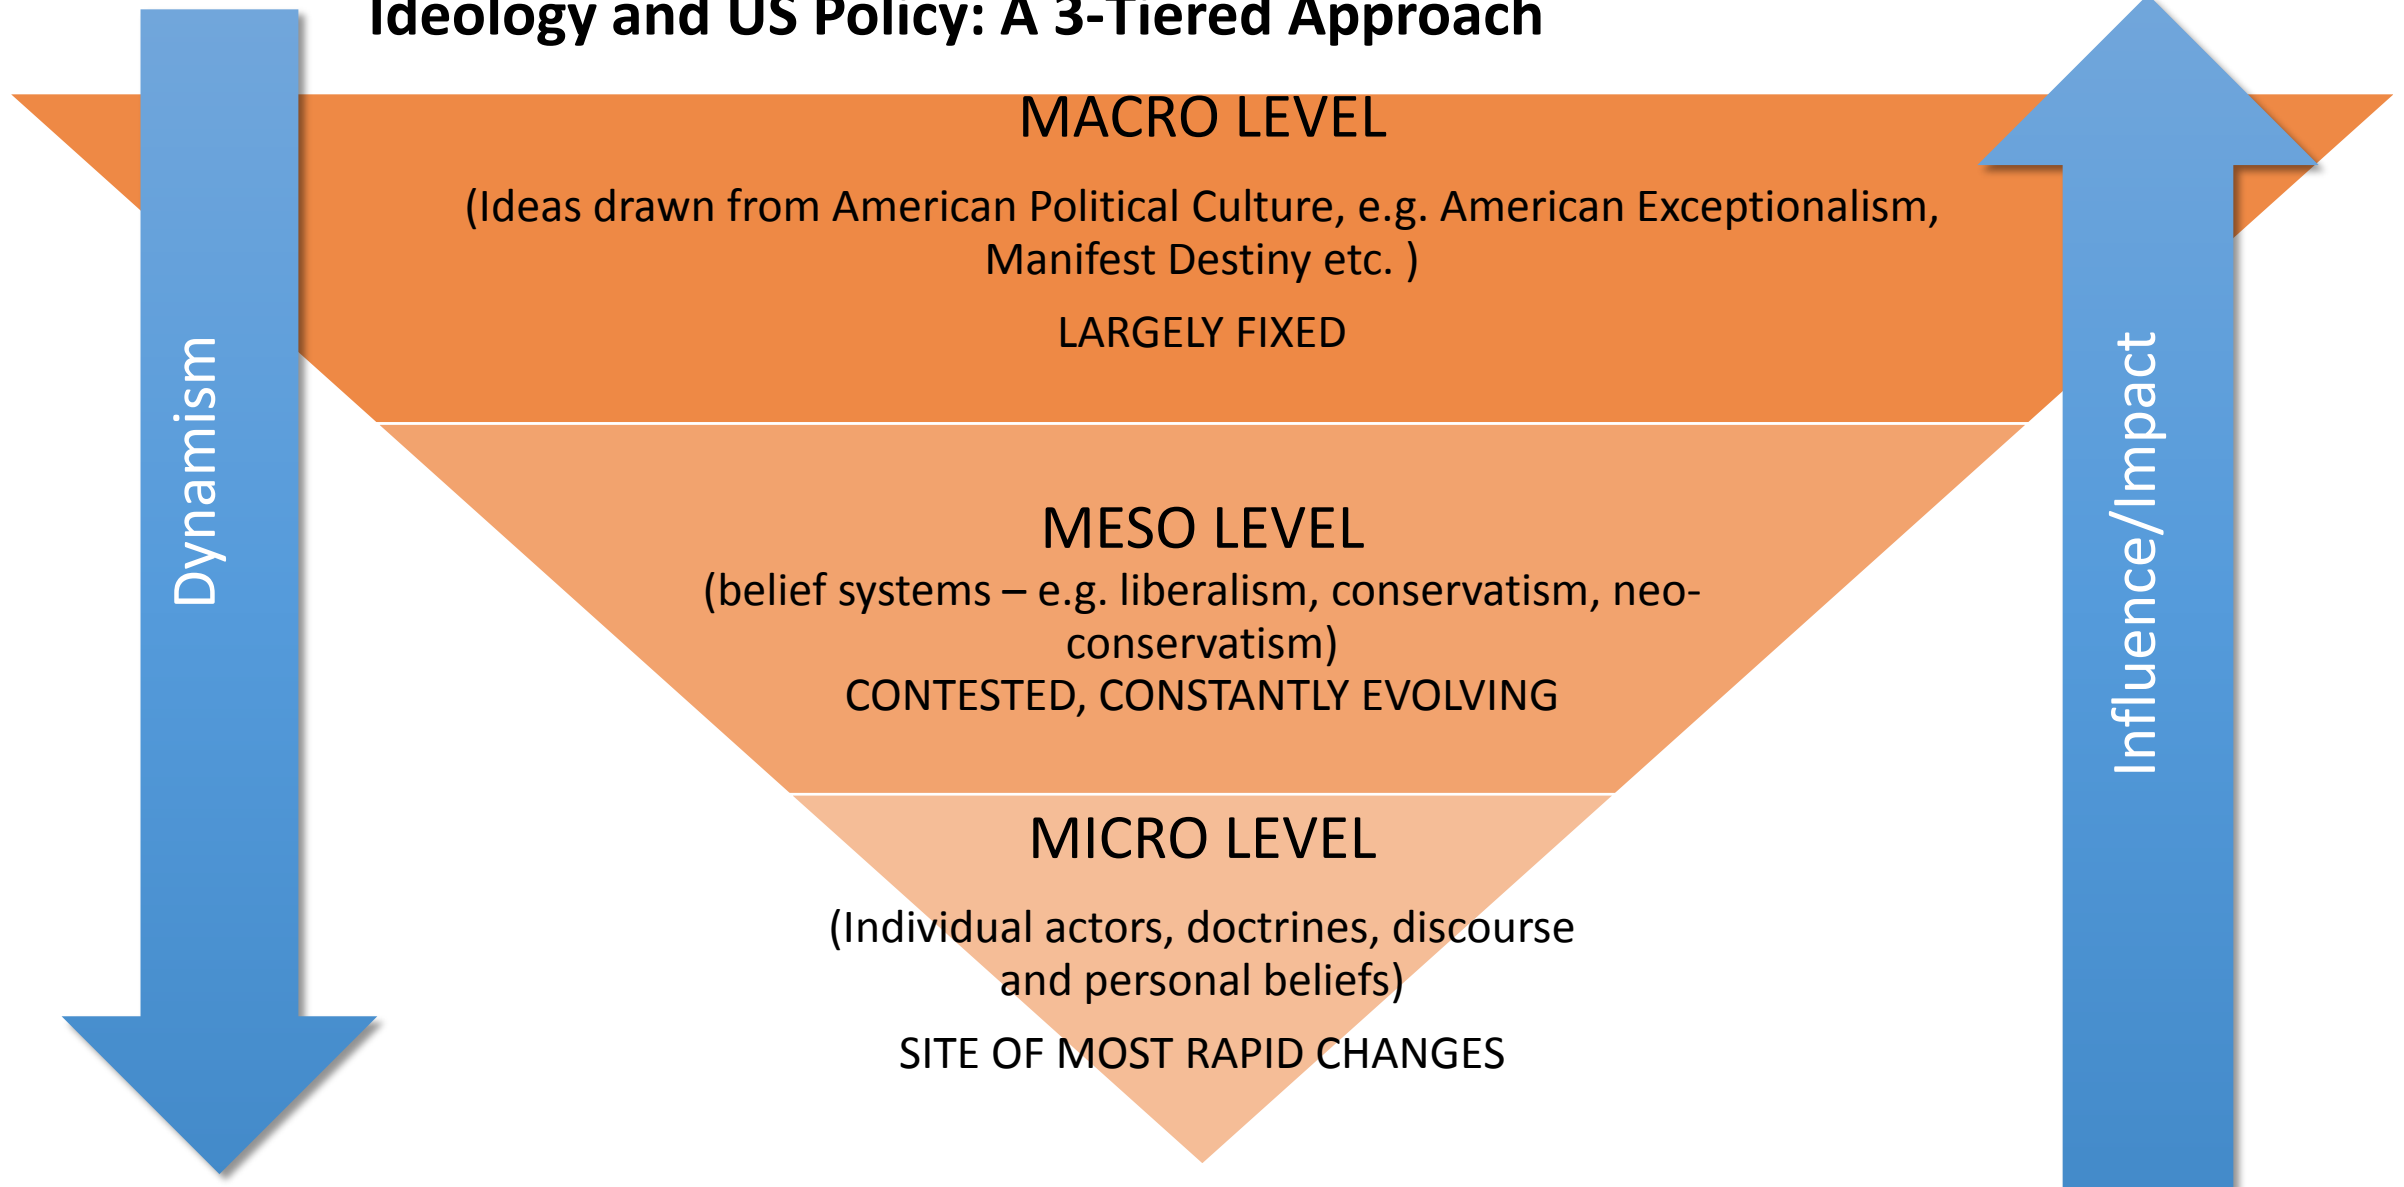 Ideology and US Policy: A 3-Tiered Approach
MACRO LEVEL
(Ideas drawn from American Political Culture, e.g. American Exceptionalism,
Manifest Destiny etc. )
LARGELY FIXED
Dynamism
Influence/Impact
MESO LEVEL
(belief systems – e.g. liberalism, conservatism, neo-
conservatism)
CONTESTED, CONSTANTLY EVOLVING
MICRO LEVEL
(Individual actors, doctrines, discourse
and personal beliefs)
SITE OF MOST RAPID CHANGES